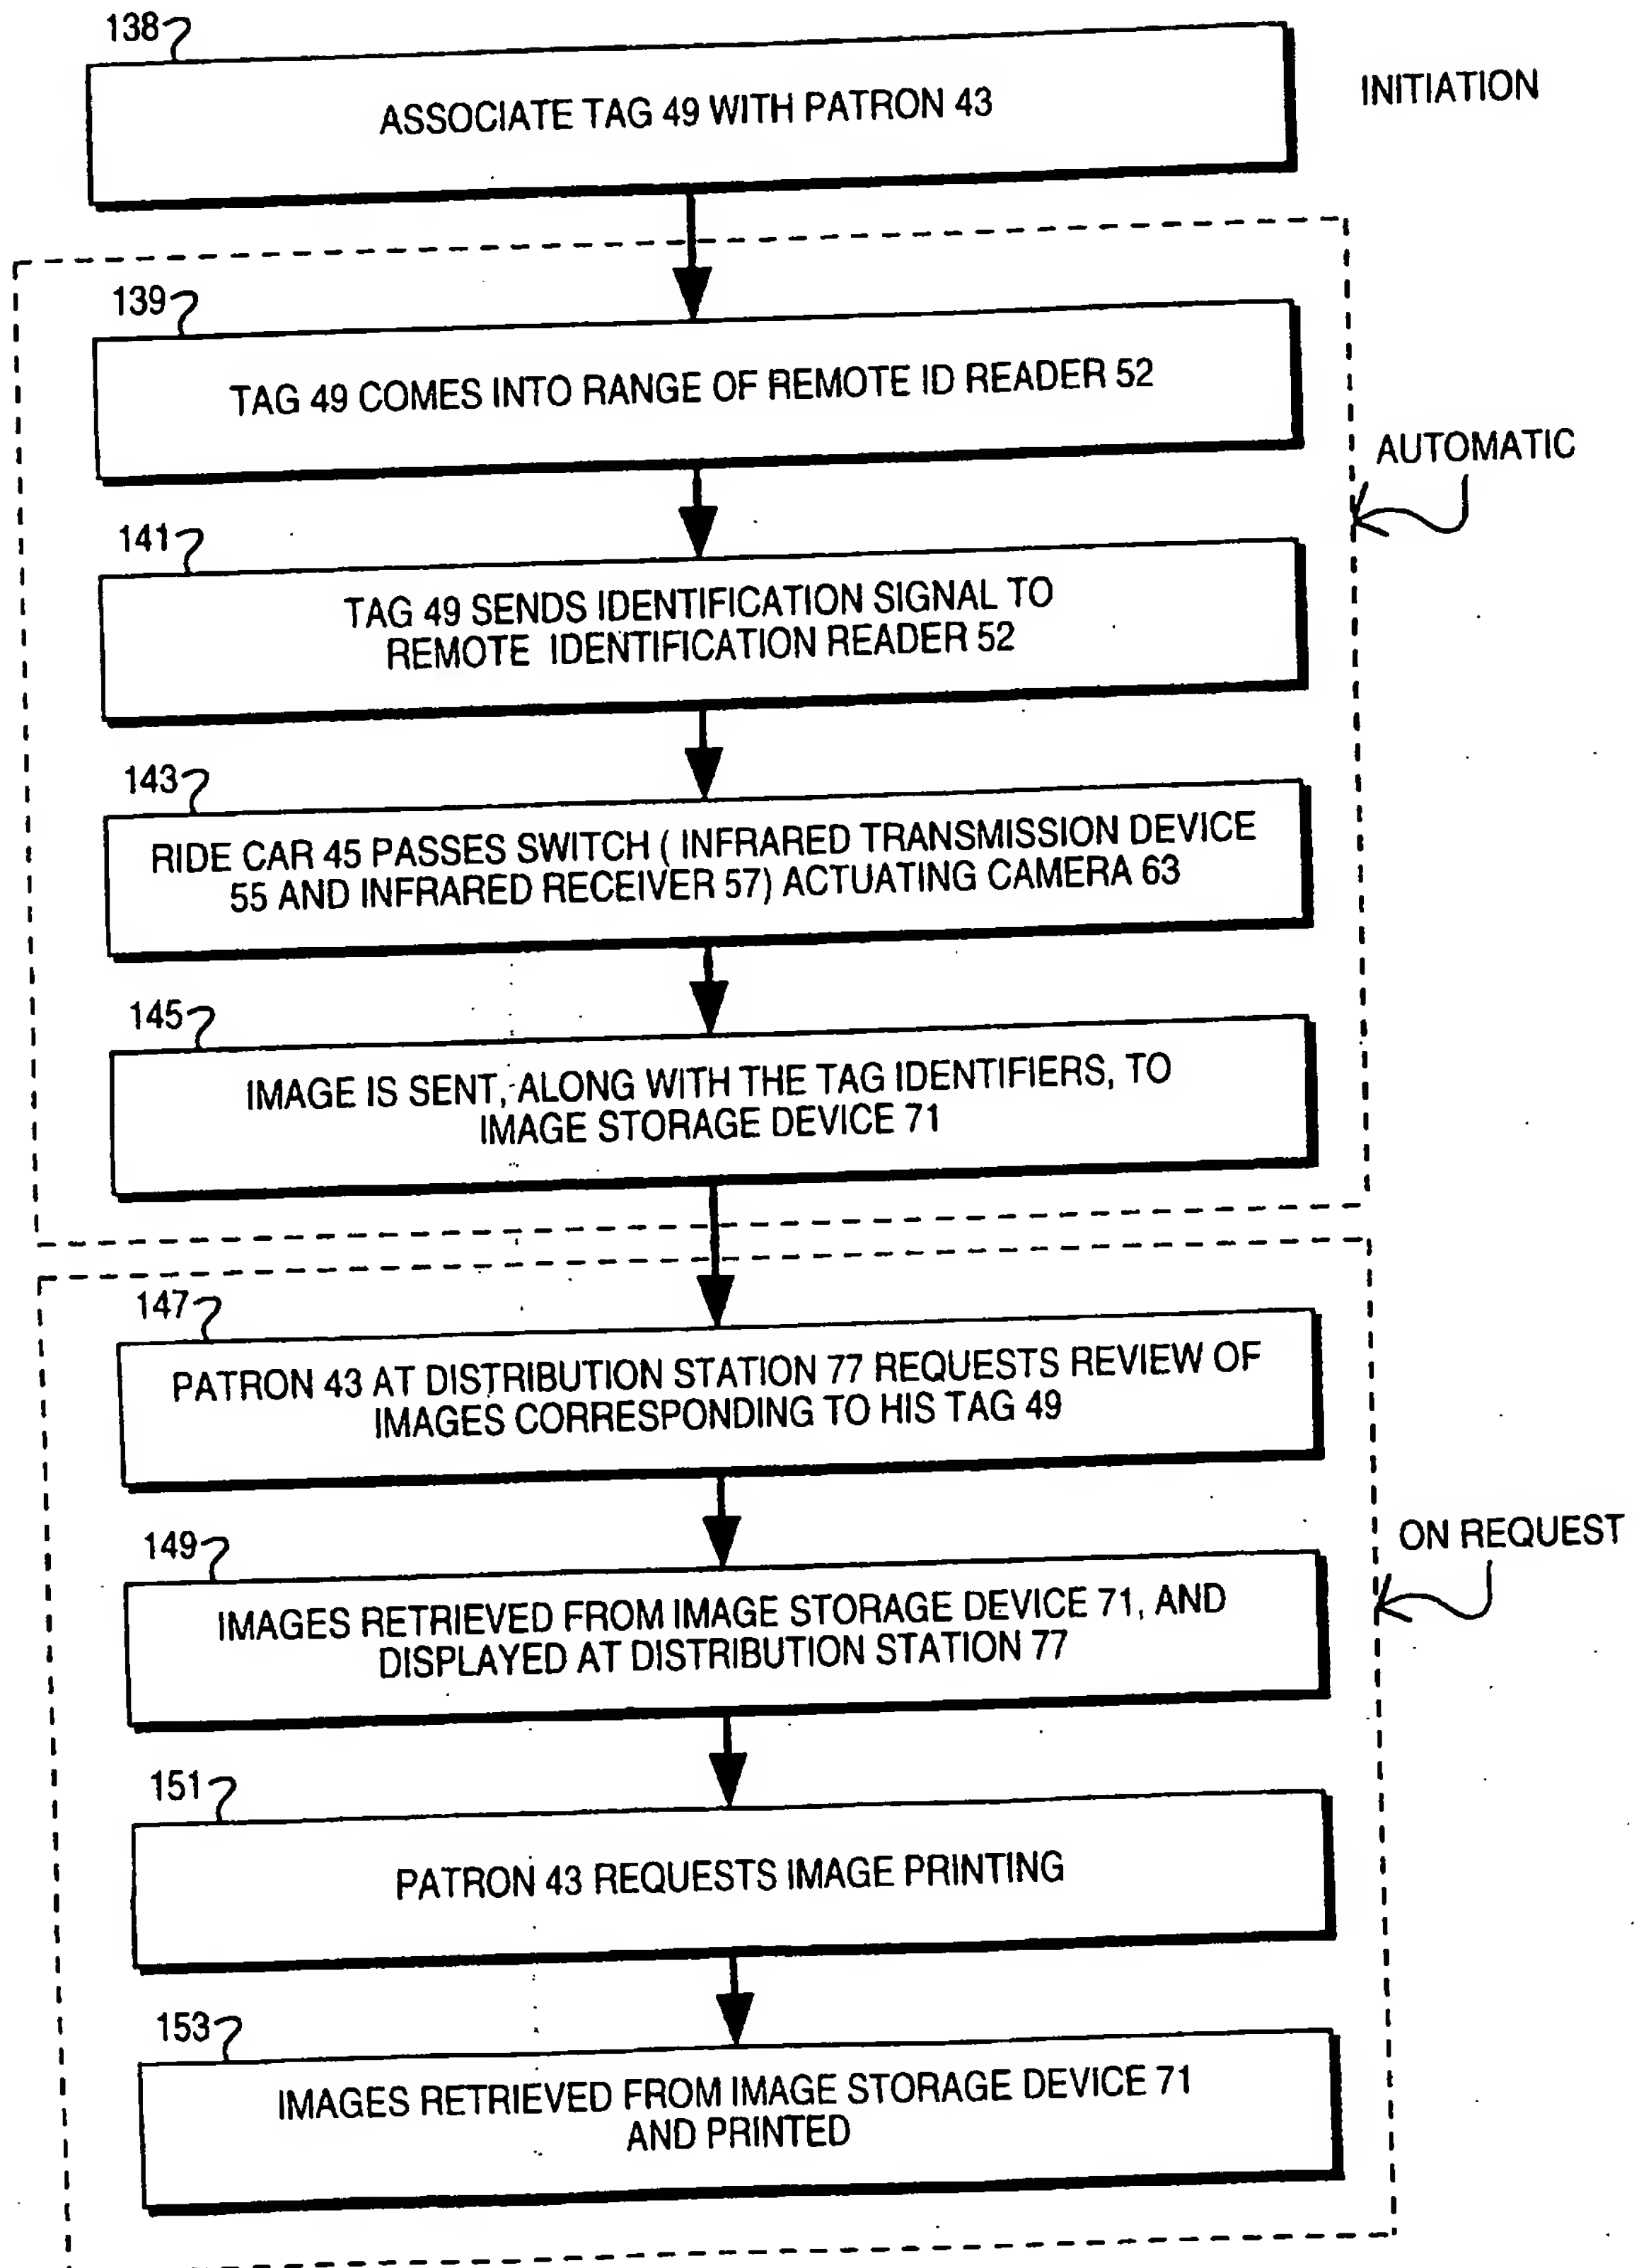 138
ASSOCIATE TAG 49 WITH PATRON 43
INITIATION
139
TAG 49 COMES INTO RANGE OF REMOTE ID READER 52
AUTOMATIC
141
TAG 49 SENDS IDENTIFICATION SIGNAL TO
REMOTE IDENTIFICATION READER 52
143
RIDE CAR 45 PASSES SWITCH ( INFRARED TRANSMISSION DEVICE
55 AND INFRARED RECEIVER 57) ACTUATING CAMERA 63
145
IMAGE IS SENT, ALONG WITH THE TAG IDENTIFIERS, TO
IMAGE STORAGE DEVICE 71
147
PATRON 43 AT DISTRIBUTION STATION 77 REQUESTS REVIEW OF
IMAGES CORRESPONDING TO HIS TAG 49
149
IMAGES RETRIEVED FROM IMAGE STORAGE DEVICE 71, AND
DISPLAYED AT DISTRIBUTION STATION 77
ON REQUEST
151
PATRON 43 REQUESTS IMAGE PRINTING
153
IMAGES RETRIEVED FROM IMAGE STORAGE DEVICE 71
AND PRINTED